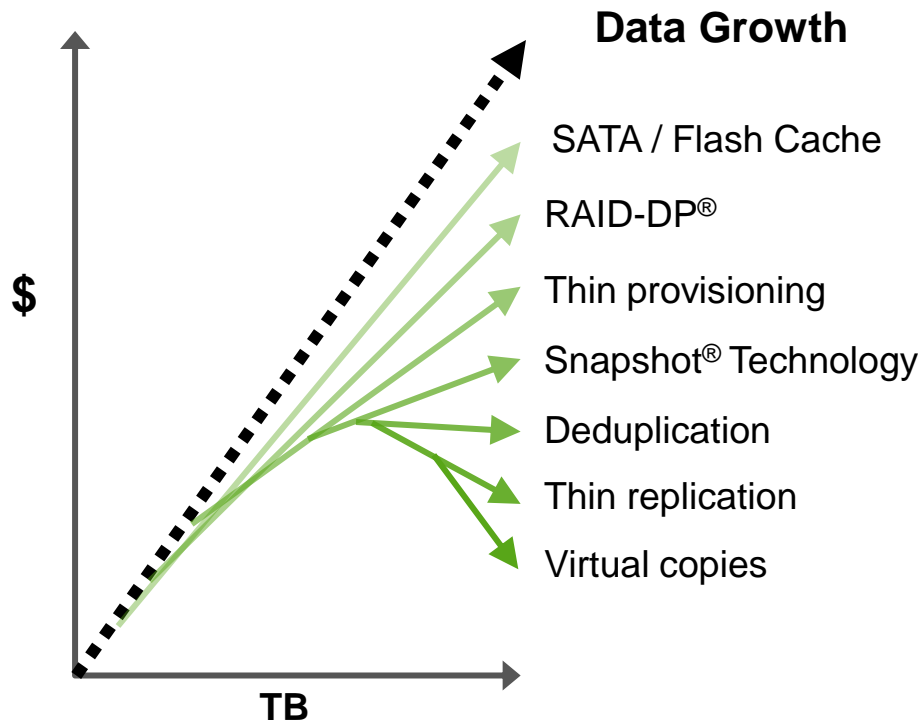 Data Growth
SATA / Flash Cache
RAID-DP®
Thin provisioning
$
Snapshot® Technology
Deduplication
Thin replication
Virtual copies
TB